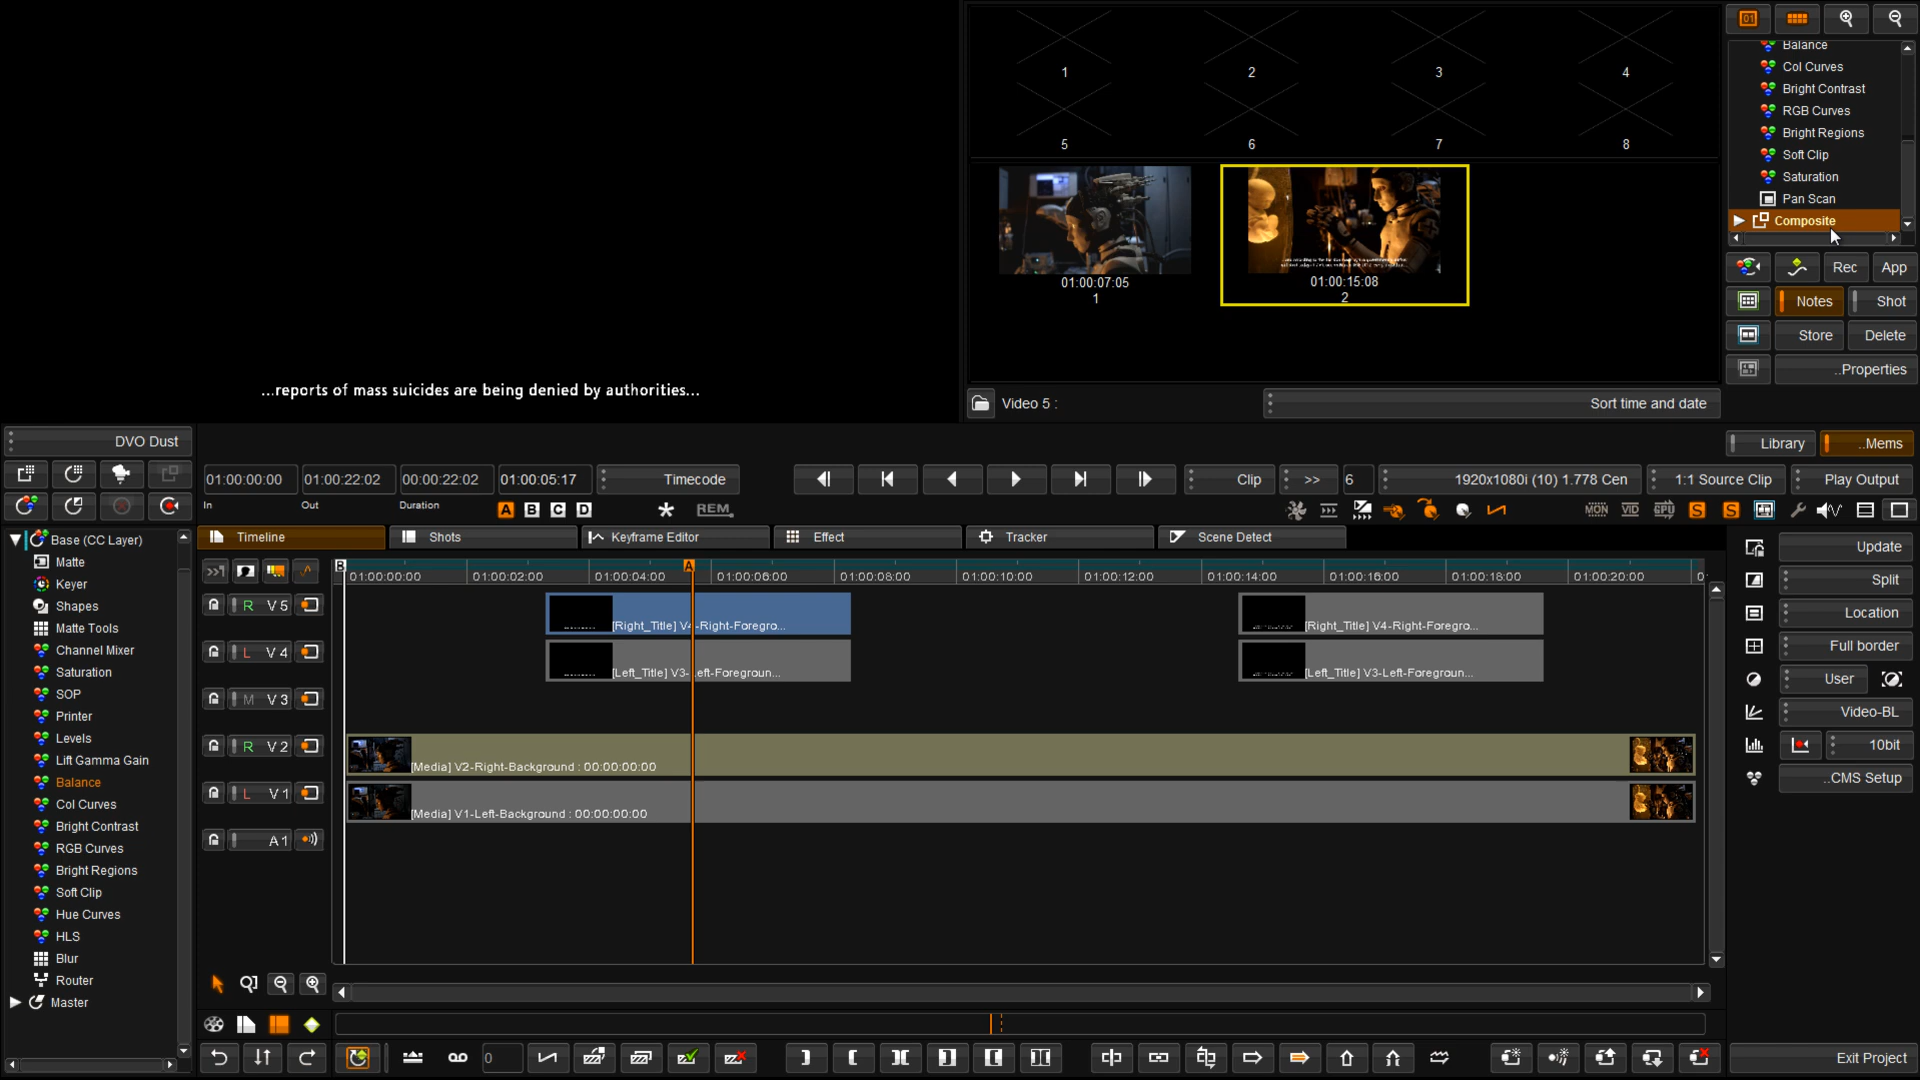 ...reports of mass suicides are being denied by authorities...
1 2 3 4
5 6 7 8
01:00:07:05
1
01:00:15:08
2
Video 5 :
Sort time and date
Balance
Col Curves
Bright Contrast
RGB Curves
Bright Regions
Soft Clip
Saturation
Pan Scan
Composite
Rec App
Notes Shot
Store Delete
..Properties
Library ..Mems
DVO Dust
01:00:00:00 01:00:22:02 00:00:22:02 01:00:05:17 Timecode Clip >> 6 1920x1080i (10) 1.778 Cen 1:1 Source Clip Play Output
In Out Duration A B C D * REM MON VID GPU S S
Timeline Shots Keyframe Editor Effect Tracker Scene Detect
Base (CC Layer)
Matte
Keyer
Shapes
Matte Tools
Channel Mixer
Saturation
SOP
Printer
Levels
Lift Gamma Gain
Balance
Col Curves
Bright Contrast
RGB Curves
Bright Regions
Soft Clip
Hue Curves
HLS
Blur
Router
Master
B A
01:00:00:00 01:00:02:00 01:00:04:00 01:00:06:00 01:00:08:00 01:00:10:00 01:00:12:00 01:00:14:00 01:00:16:00 01:00:18:00 01:00:20:00 0
R V 5 [Right_Title] V4-Right-Foregro... [Right_Title] V4-Right-Foregro...
L V 4 [Left_Title] V3-Left-Foregroun... [Left_Title] V3-Left-Foregroun...
M V 3
R V 2 [Media] V2-Right-Background : 00:00:00:00
L V 1 [Media] V1-Left-Background : 00:00:00:00
A 1
Update
Split
Location
Full border
User
Video-BL
10bit
..CMS Setup
0
Exit Project